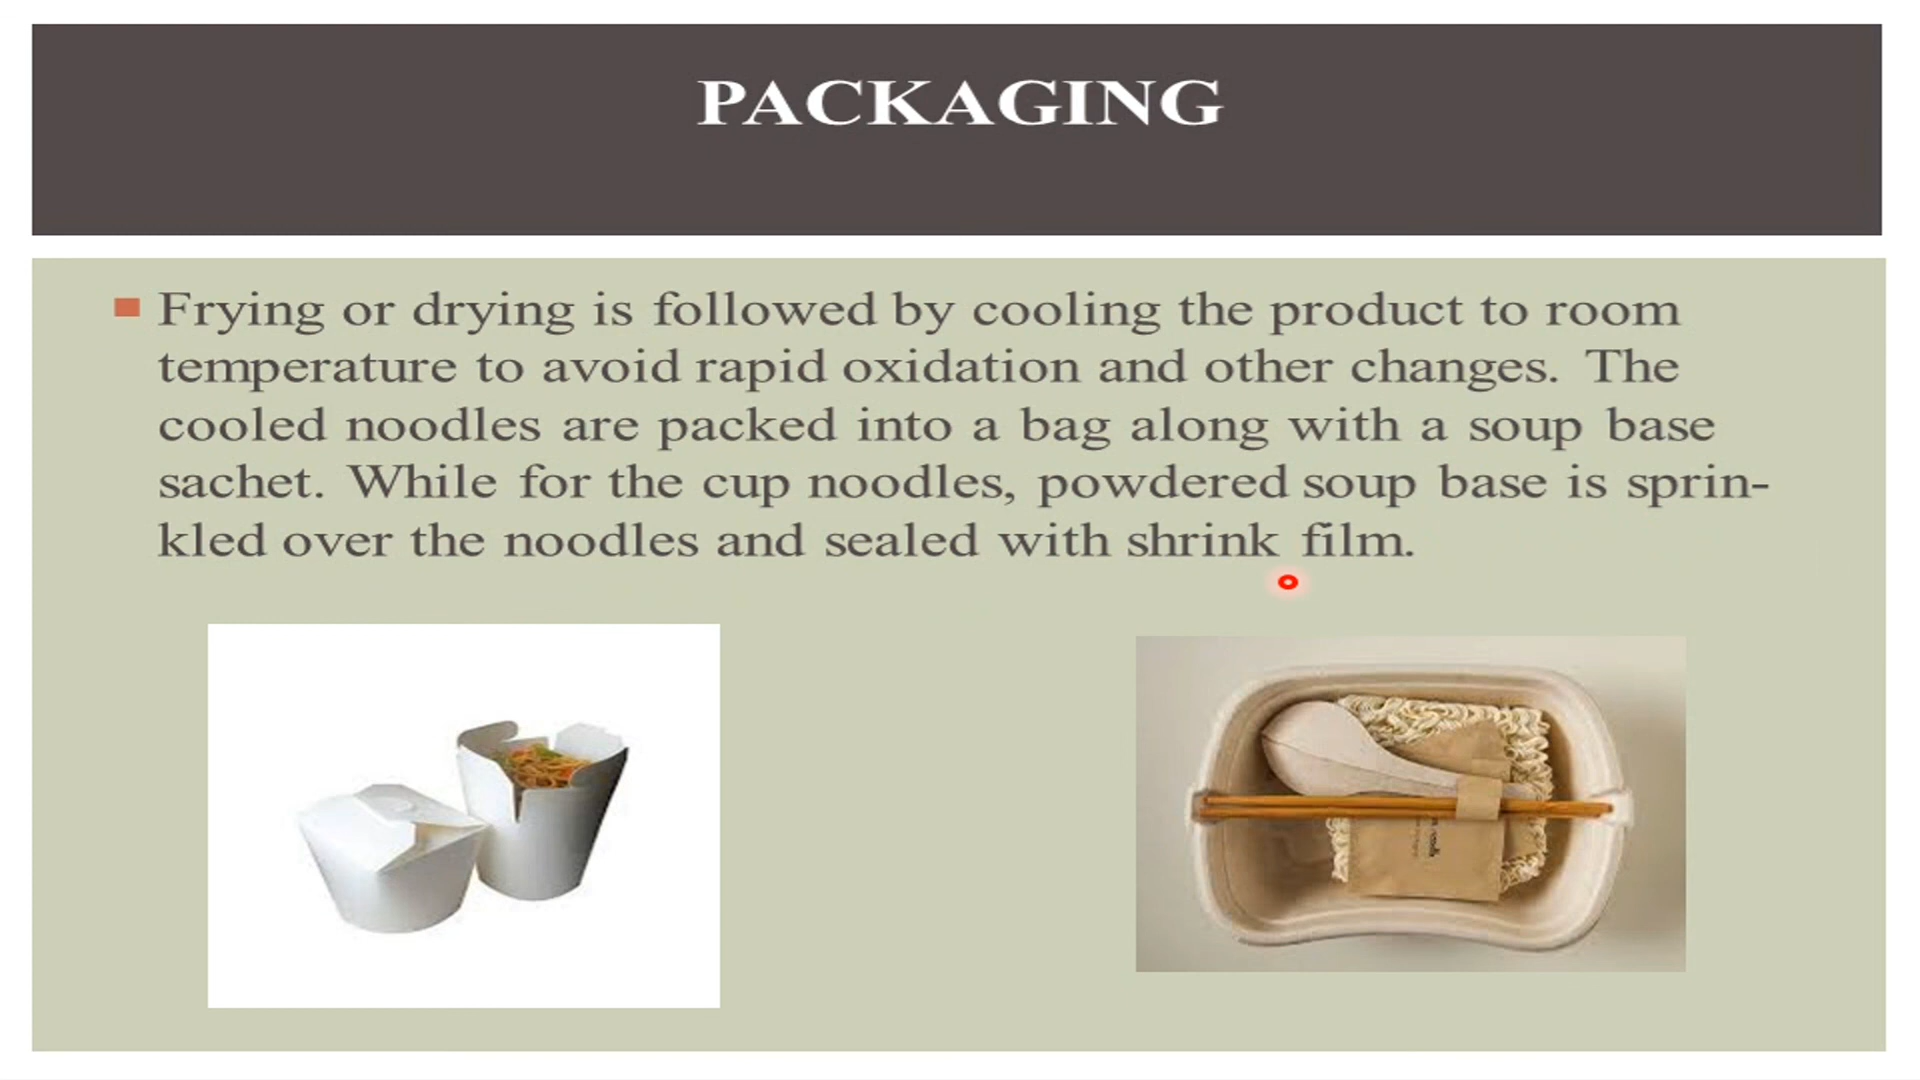 PACKAGING
Frying or drying is followed by cooling the product to room
temperature to avoid rapid oxidation and other changes. The
cooled noodles are packed into a bag along with a soup base
sachet. While for the cup noodles, powdered soup base is sprin-
kled over the noodles and sealed with shrink film.